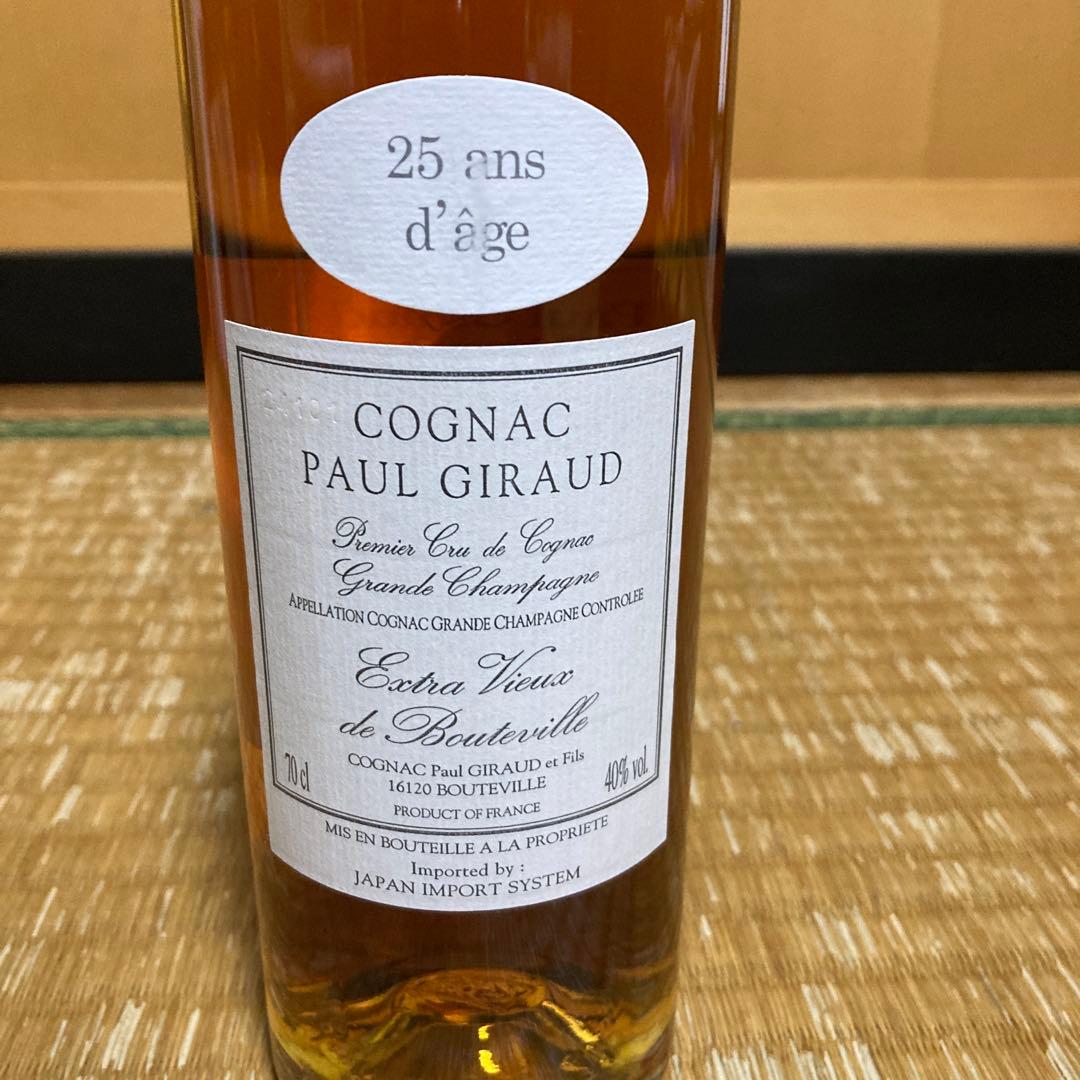 25 ans
d'âge
COGNAC
PAUL GIRAUD
Premier Cru de Cognac
Grande Champagne
APPELLATION COGNAC GRANDE CHAMPAGNE CONTROLEE
Extra Vieux
de Bouteville
COGNAC Paul GIRAUD et Fils
70 cl 16120 BOUTEVILLE 40% vol.
PRODUCT OF FRANCE
MIS EN BOUTEILLE A LA PROPRIETE
Imported by :
JAPAN IMPORT SYSTEM